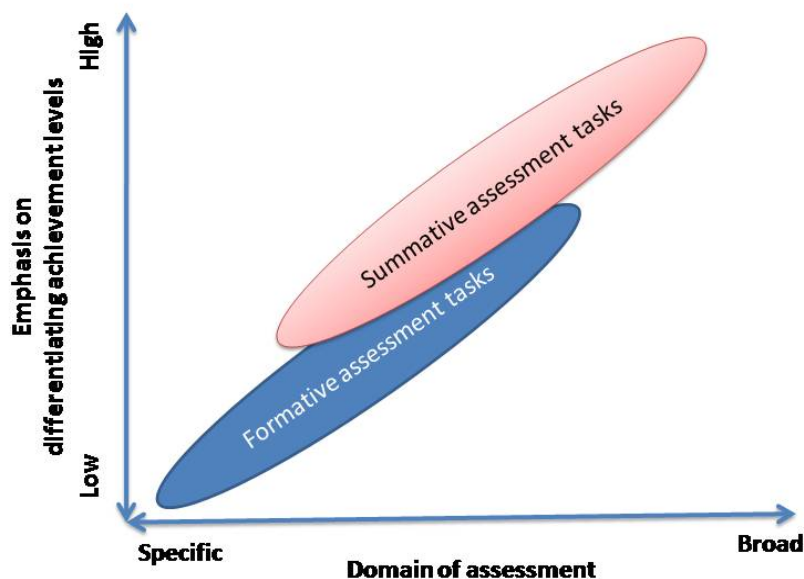 High
Emphasis on
differentiating achievement levels
Low
Summative assessment tasks
Formative assessment tasks
Specific
Domain of assessment
Broad